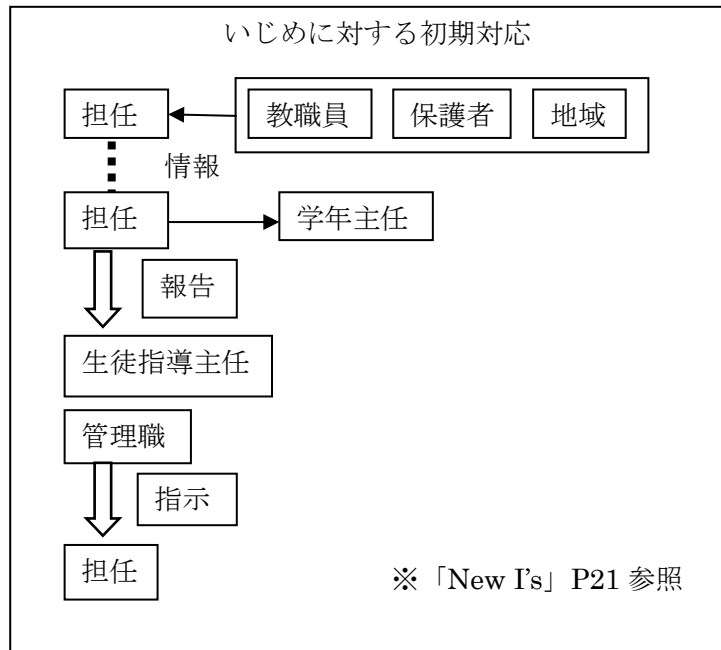 いじめに対する初期対応
担任
教職員
保護者
地域
情報
担任
学年主任
報告
生徒指導主任
管理職
指示
担任
※「New I's」P21 参照